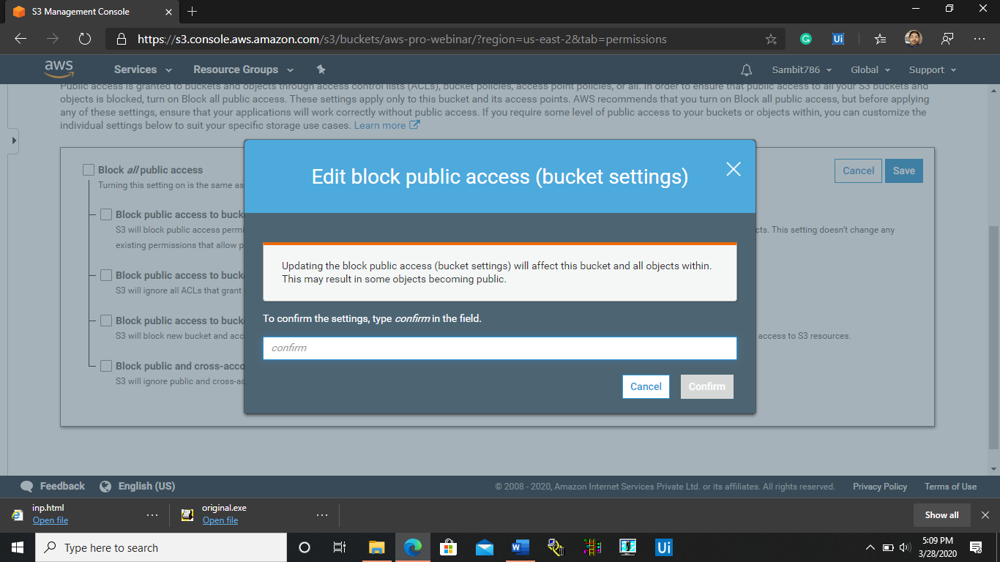 S3 Management Console
https://s3.console.aws.amazon.com/s3/buckets/aws-pro-webinar/?region=us-east-2&tab=permissions
G
Ui
aws
Services
Resource Groups
Sambit786
Global
Support
Public access is granted to buckets and objects through access control lists (ACLs), bucket policies, access point policies, or all. In order to ensure that public access to all your S3 buckets and
objects is blocked, turn on Block all public access. These settings apply only to this bucket and its access points. AWS recommends that you turn on Block all public access, but before applying
any of these settings, ensure that your applications will work correctly without public access. If you require some level of public access to your buckets or objects within, you can customize the
individual settings below to suit your specific storage use cases. Learn more
Block all public access
Turning this setting on is the same as
Cancel
Save
Block public access to buck
S3 will block public access permi
cts. This setting doesn't change any
existing permissions that allow p
Block public access to buck
S3 will ignore all ACLs that grant
Block public access to buck
S3 will block new bucket and acc
access to S3 resources.
Block public and cross-acco
S3 will ignore public and cross-ac
Edit block public access (bucket settings)
Updating the block public access (bucket settings) will affect this bucket and all objects within.
This may result in some objects becoming public.
To confirm the settings, type confirm in the field.
confirm
Cancel
Confirm
Feedback
English (US)
© 2008 - 2020, Amazon Internet Services Private Ltd. or its affiliates. All rights reserved.
Privacy Policy
Terms of Use
inp.html
Open file
original.exe
Open file
Show all
Type here to search
Ui
5:09 PM
3/28/2020